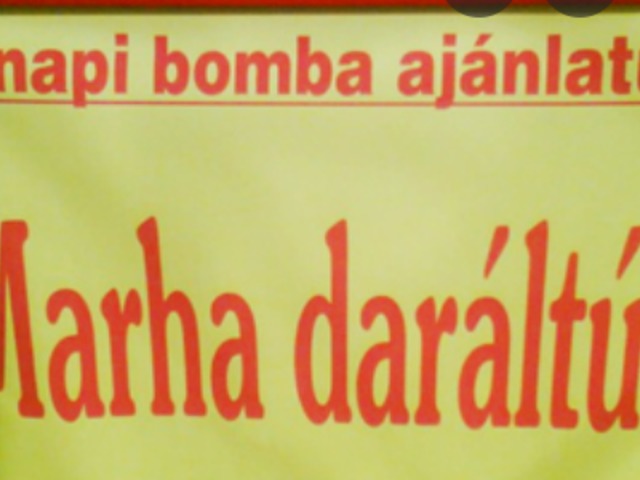 napi bomba ajánlatu
Marha daráltú